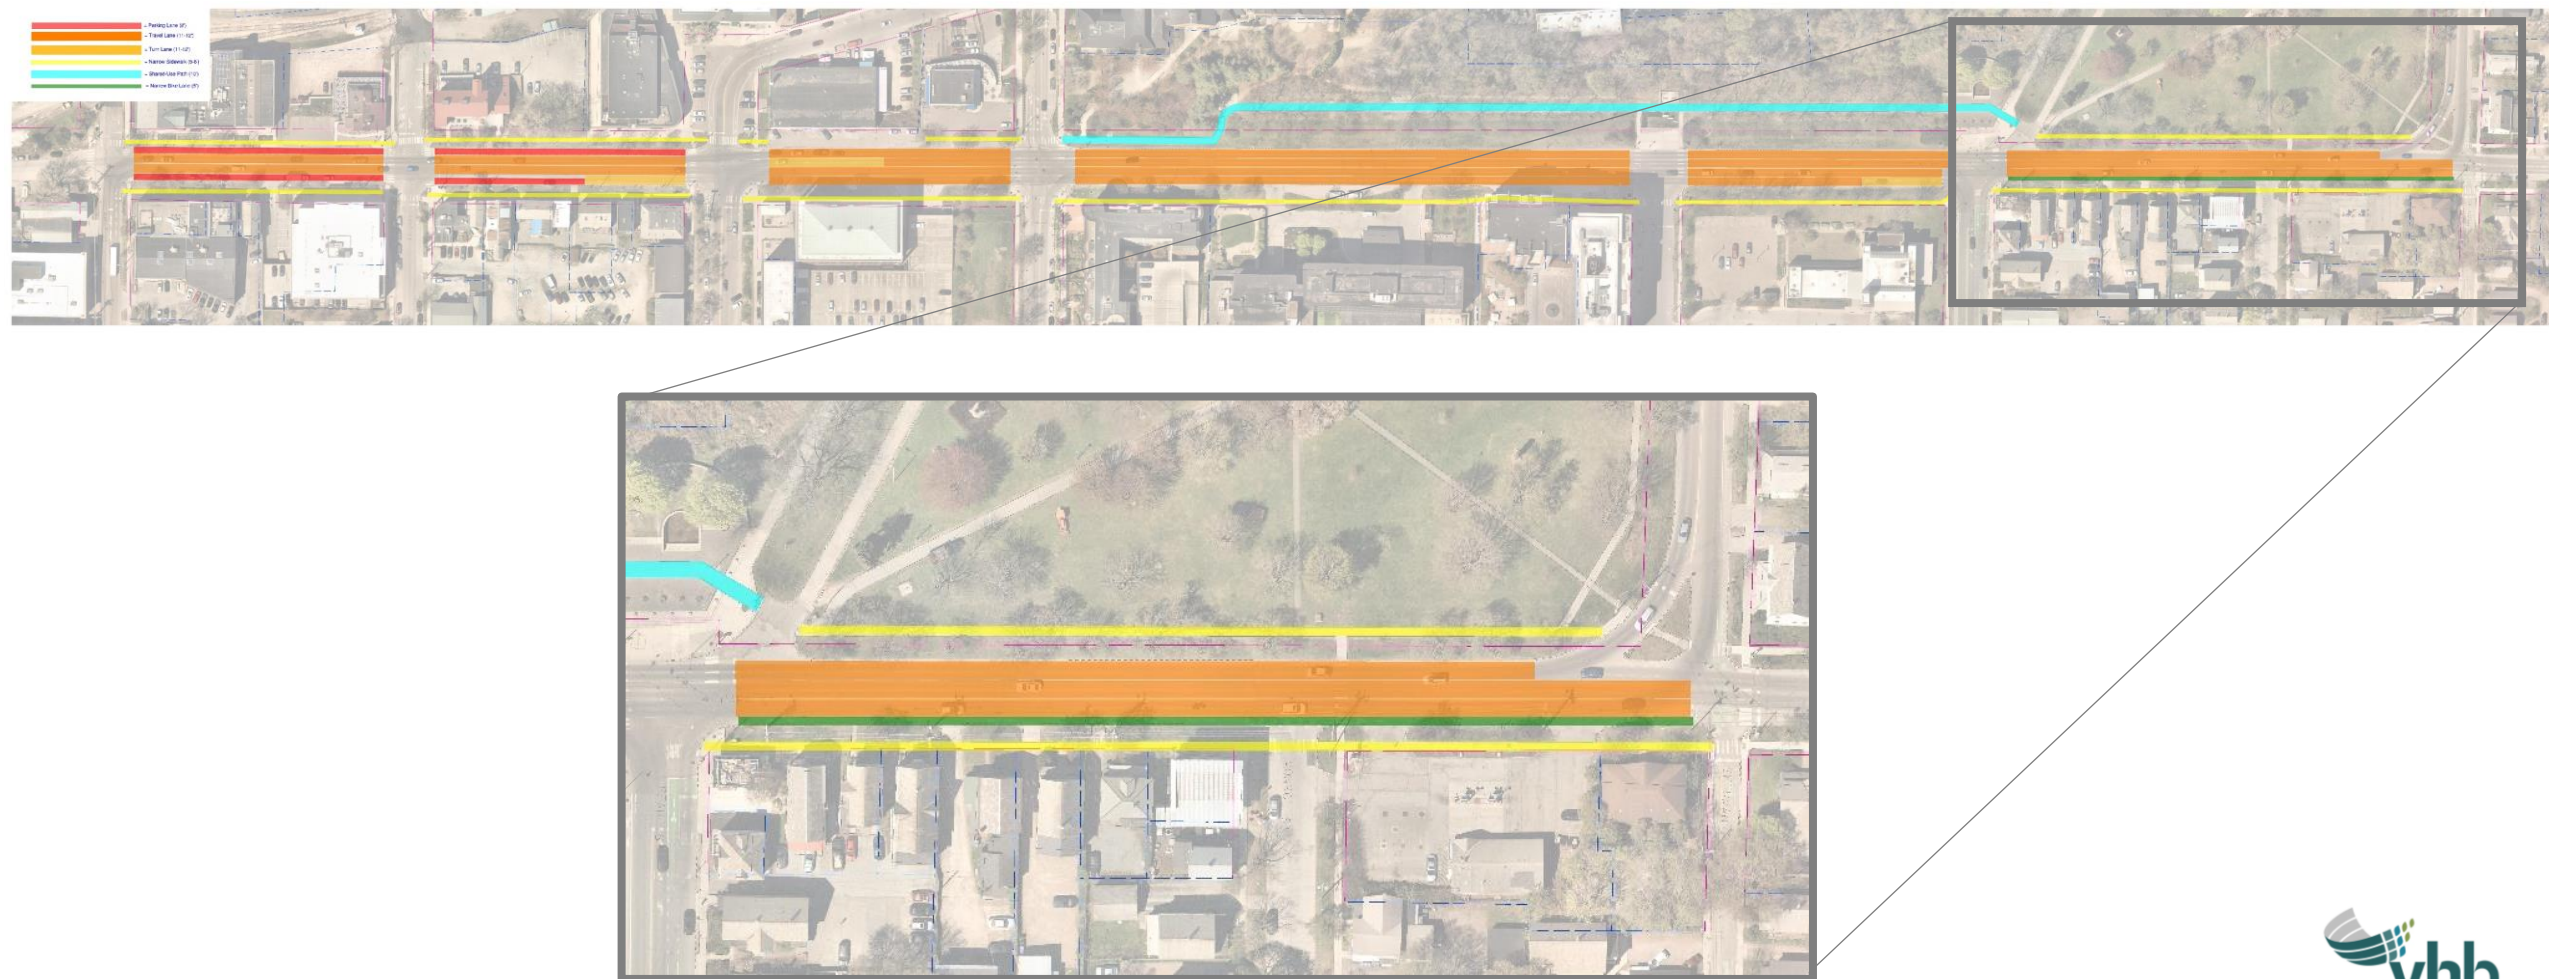 = Parking Lane (8')
= Travel Lane (11-12')
= Turn Lane (11-12')
= Narrow Sidewalk (5-6')
= Shared-Use Path (10')
= Narrow Bike Lane (5')
vhb